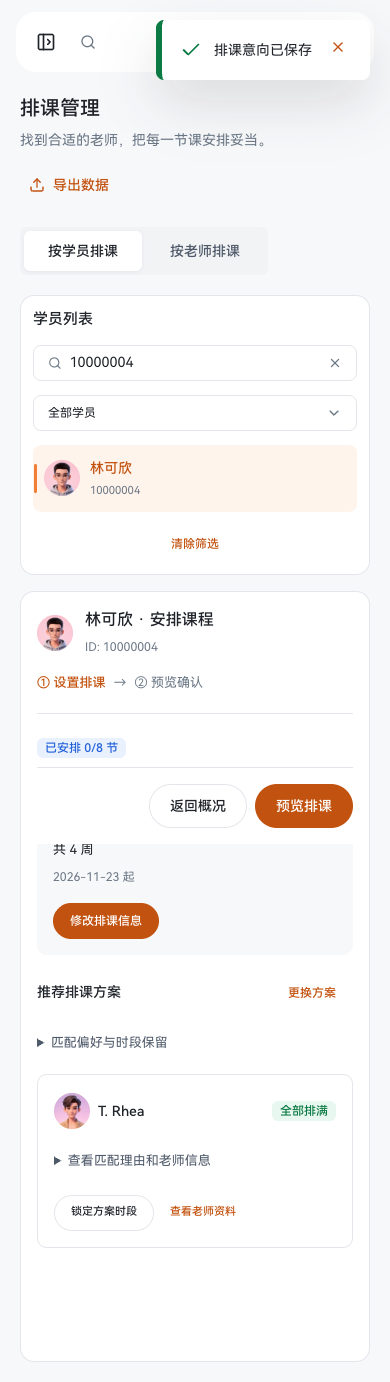 排课意向已保存
排课管理
找到合适的老师，把每一节课安排妥当。
导出数据
按学员排课
按老师排课
学员列表
10000004
全部学员
林可欣
10000004
清除筛选
林可欣 · 安排课程
ID: 10000004
① 设置排课 → ② 预览确认
已安排 0/8 节
返回概况
预览排课
共 4 周
2026-11-23 起
修改排课信息
推荐排课方案
更换方案
匹配偏好与时段保留
T. Rhea
全部排满
查看匹配理由和老师信息
锁定方案时段
查看老师资料